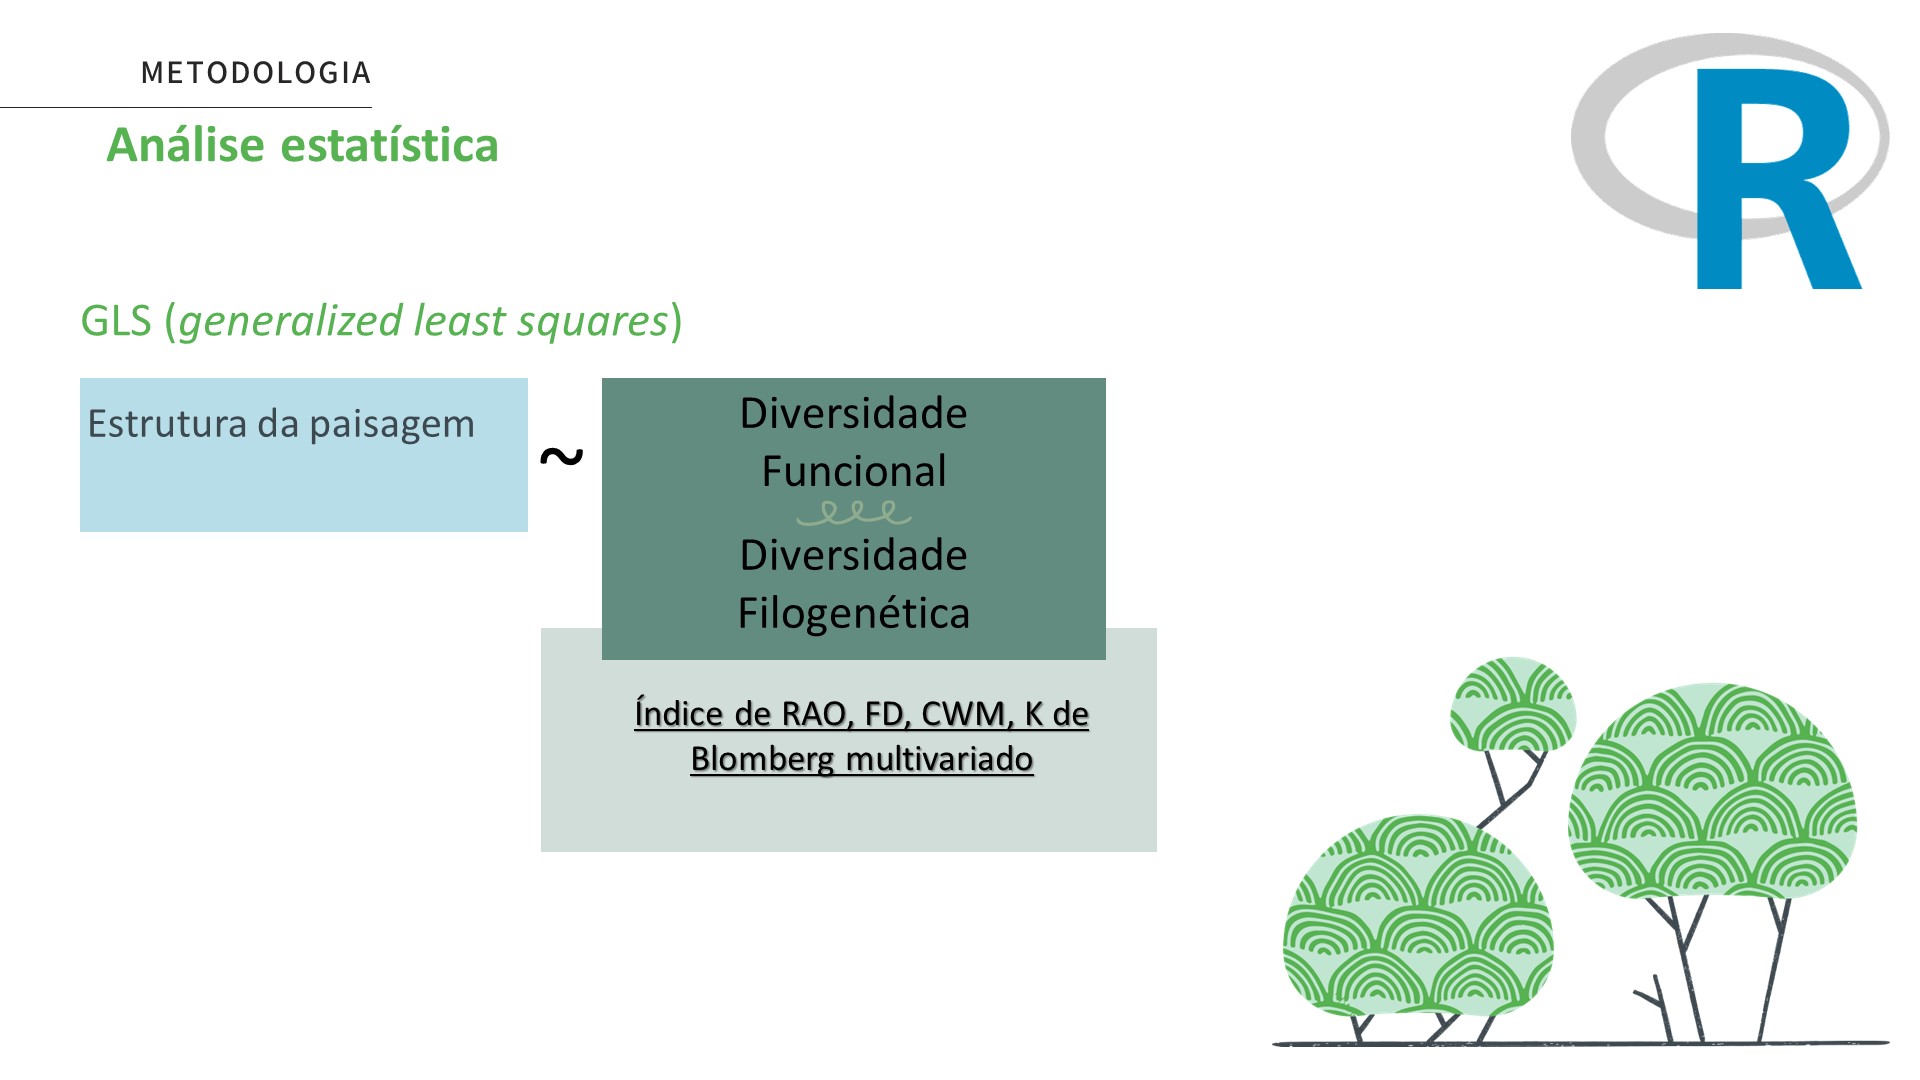 METODOLOGIA
Análise estatística
R
GLS (generalized least squares)
Estrutura da paisagem
~
Diversidade
Funcional
Diversidade
Filogenética
Índice de RAO, FD, CWM, K de
Blomberg multivariado